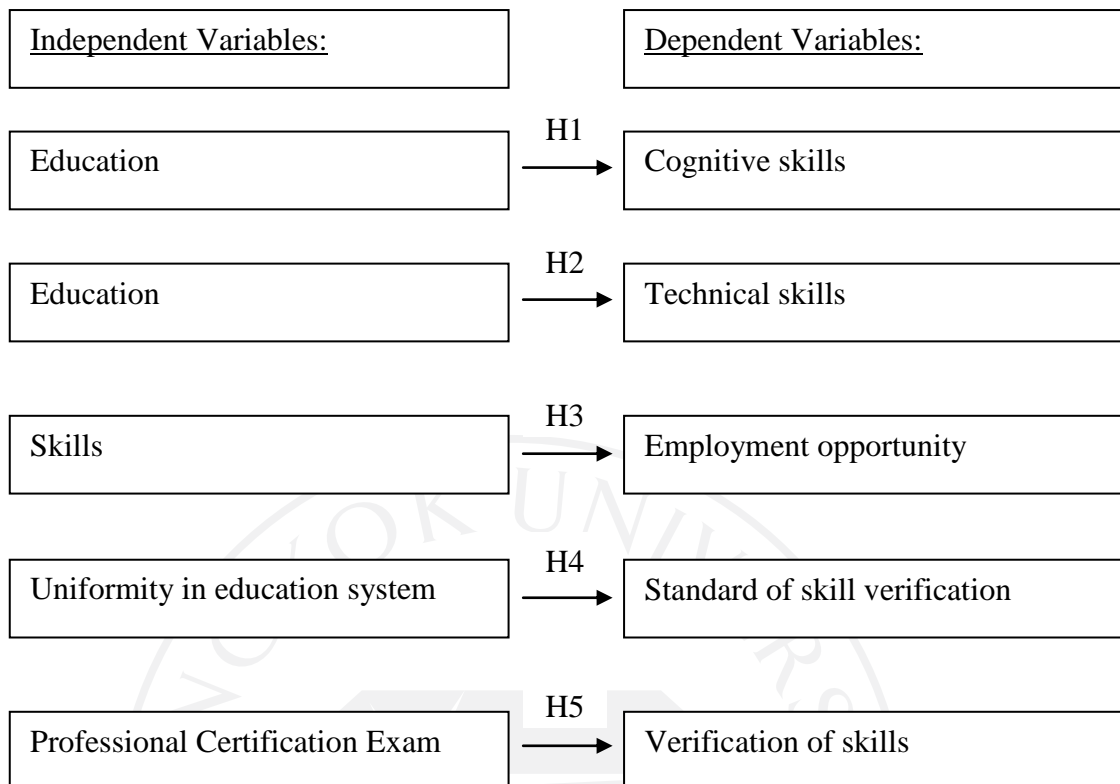 Independent Variables:
Dependent Variables:
H1
Education
Cognitive skills
H2
Education
Technical skills
H3
Skills
Employment opportunity
H4
Uniformity in education system
Standard of skill verification
H5
Professional Certification Exam
Verification of skills